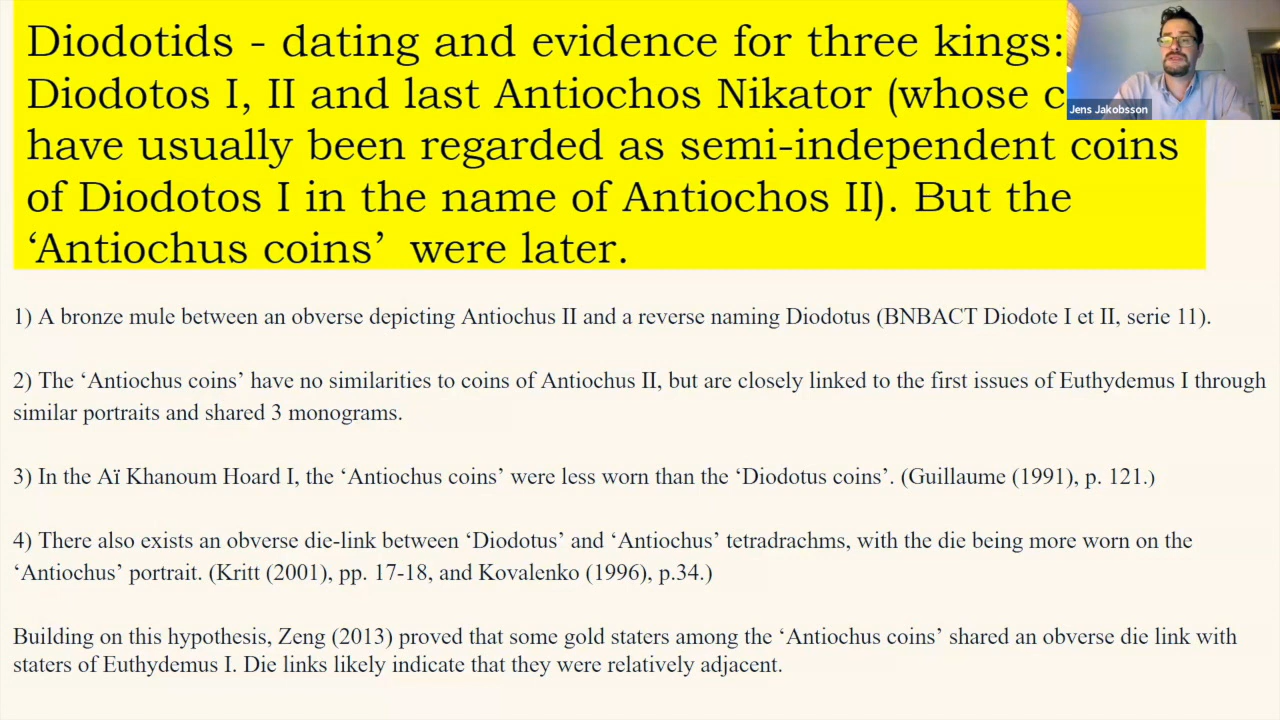 Diodotids - dating and evidence for three kings:
Diodotos I, II and last Antiochos Nikator (whose c
Jens Jakobsson
have usually been regarded as semi-independent coins
of Diodotos I in the name of Antiochos II). But the
‘Antiochus coins’ were later.
1) A bronze mule between an obverse depicting Antiochus II and a reverse naming Diodotus (BNBACT Diodote I et II, serie 11).
2) The ‘Antiochus coins’ have no similarities to coins of Antiochus II, but are closely linked to the first issues of Euthydemus I through
similar portraits and shared 3 monograms.
3) In the Aï Khanoum Hoard I, the ‘Antiochus coins’ were less worn than the ‘Diodotus coins’. (Guillaume (1991), p. 121.)
4) There also exists an obverse die-link between ‘Diodotus’ and ‘Antiochus’ tetradrachms, with the die being more worn on the
‘Antiochus’ portrait. (Kritt (2001), pp. 17-18, and Kovalenko (1996), p.34.)
Building on this hypothesis, Zeng (2013) proved that some gold staters among the ‘Antiochus coins’ shared an obverse die link with
staters of Euthydemus I. Die links likely indicate that they were relatively adjacent.